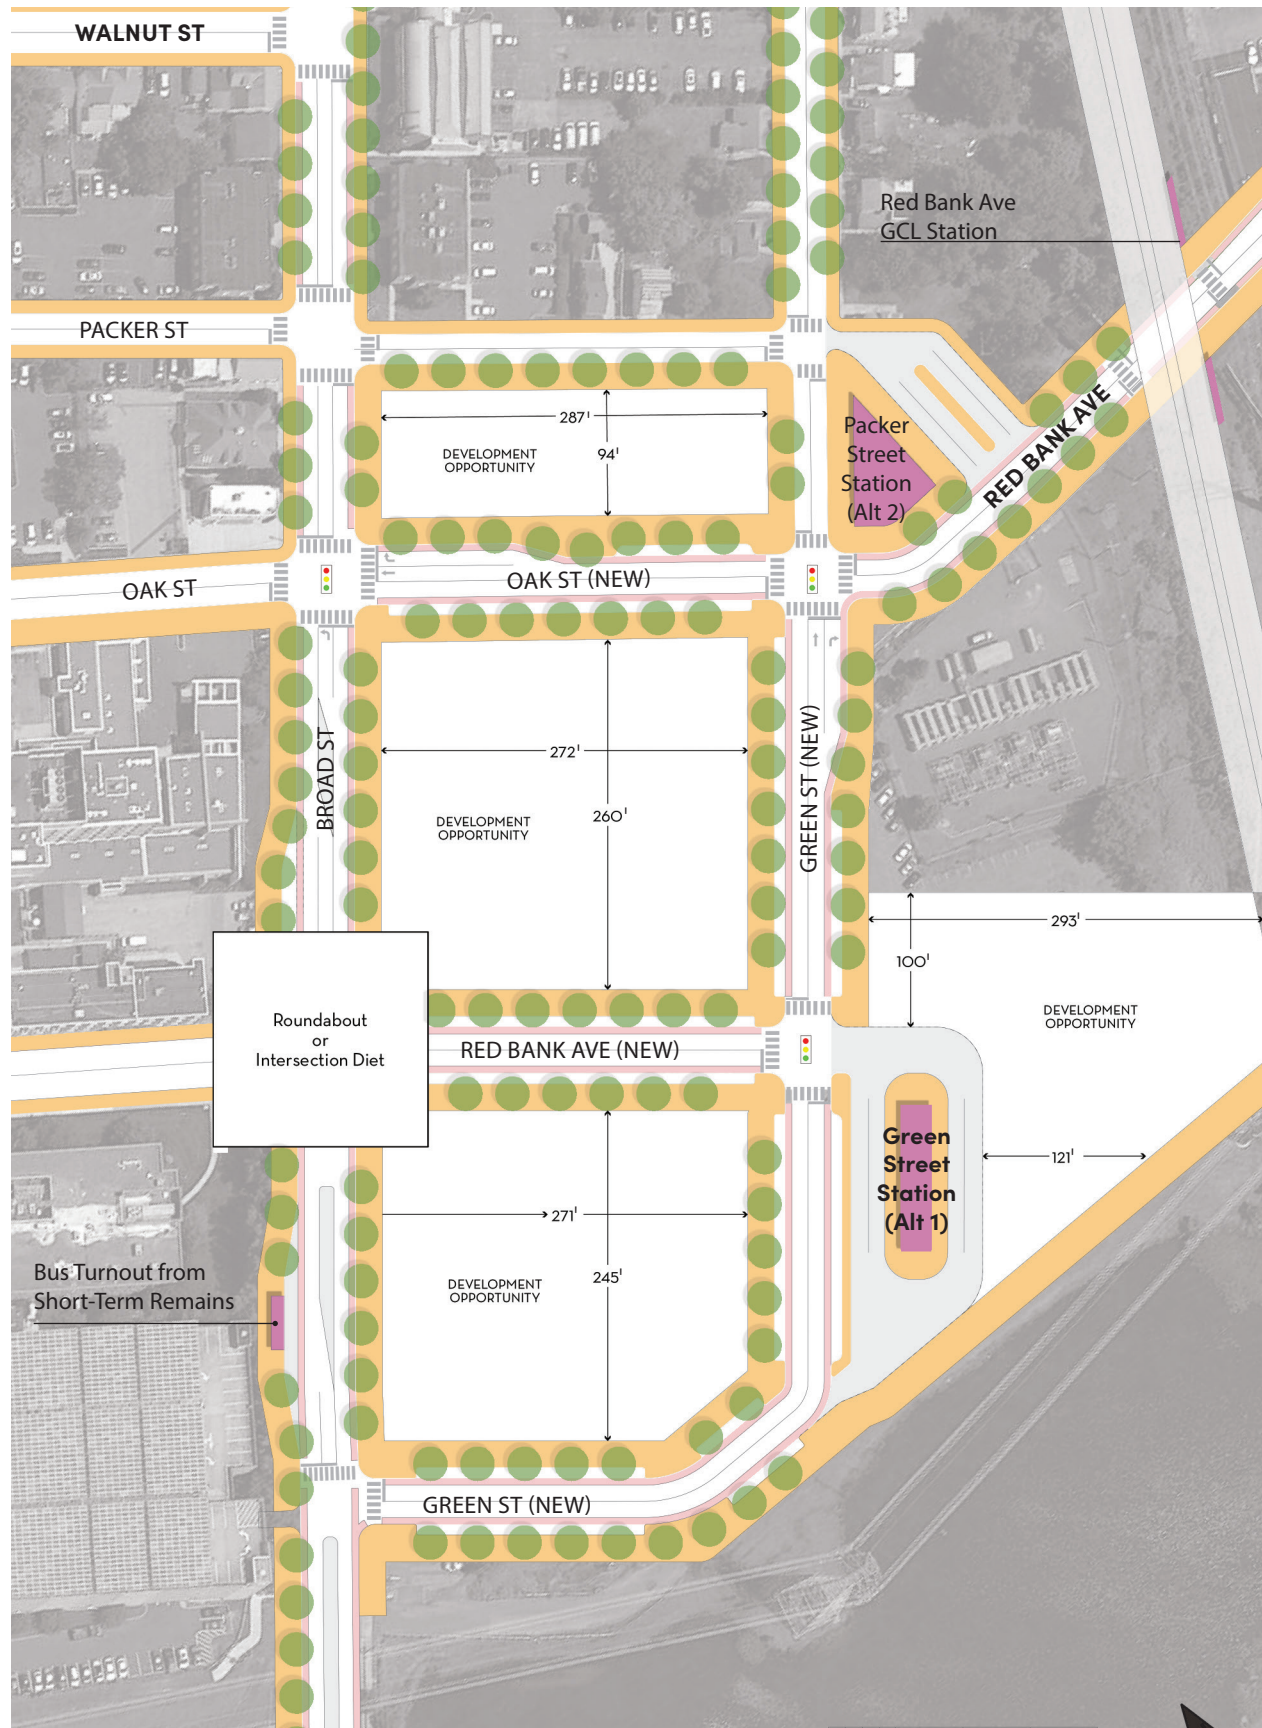 WALNUT ST
Red Bank Ave
GCL Station
PACKER ST
287'
94'
DEVELOPMENT
OPPORTUNITY
Packer
Street
Station
(Alt 2)
RED BANK AVE
OAK ST
OAK ST (NEW)
BROAD ST
272'
260'
DEVELOPMENT
OPPORTUNITY
GREEN ST (NEW)
293'
100'
DEVELOPMENT
OPPORTUNITY
Roundabout
or
Intersection Diet
RED BANK AVE (NEW)
Green
Street
Station
(Alt 1)
121'
271'
245'
DEVELOPMENT
OPPORTUNITY
Bus Turnout from
Short-Term Remains
GREEN ST (NEW)